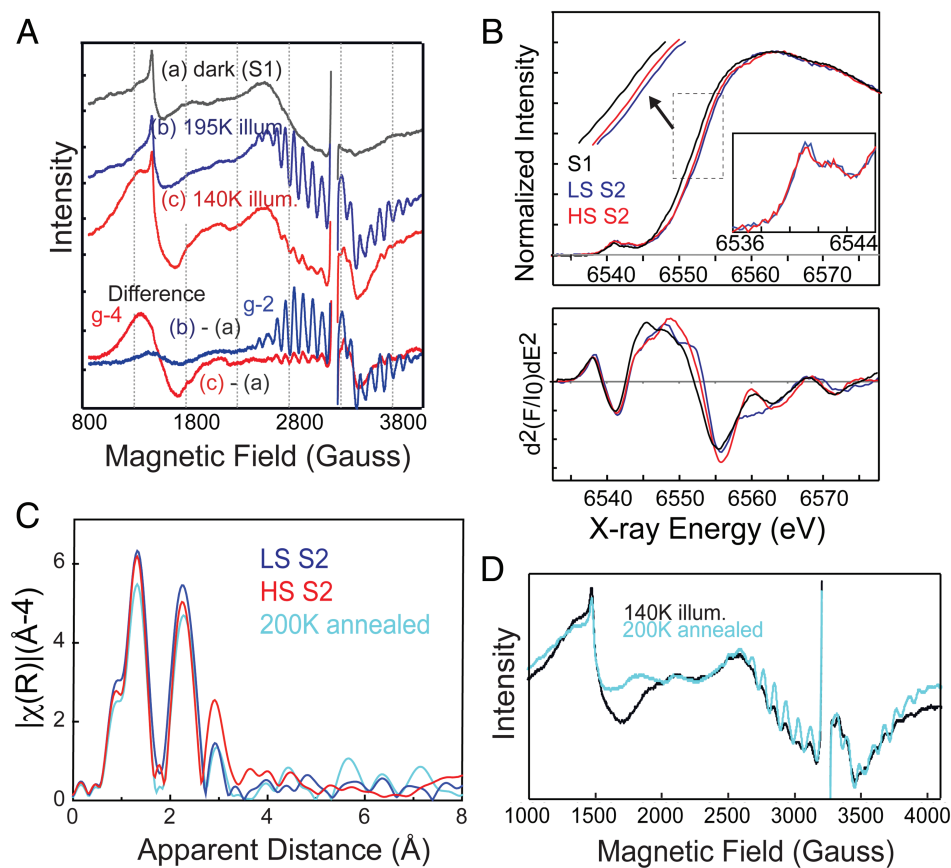 A
(a) dark (S1)
(b) 195K illum.
(c) 140K illum.
Difference
g-4
g-2
(b) - (a)
(c) - (a)
Intensity
800 1800 2800 3800
Magnetic Field (Gauss)
B
Normalized Intensity
S1
LS S2
HS S2
6536 6544
6540 6550 6560 6570
d2(F/I0)dE2
6540 6550 6560 6570
X-ray Energy (eV)
C
|χ(R)|(Å-4)
6
4
2
0
LS S2
HS S2
200K annealed
0 2 4 6 8
Apparent Distance (Å)
D
140K illum.
200K annealed
Intensity
1000 1500 2000 2500 3000 3500 4000
Magnetic Field (Gauss)